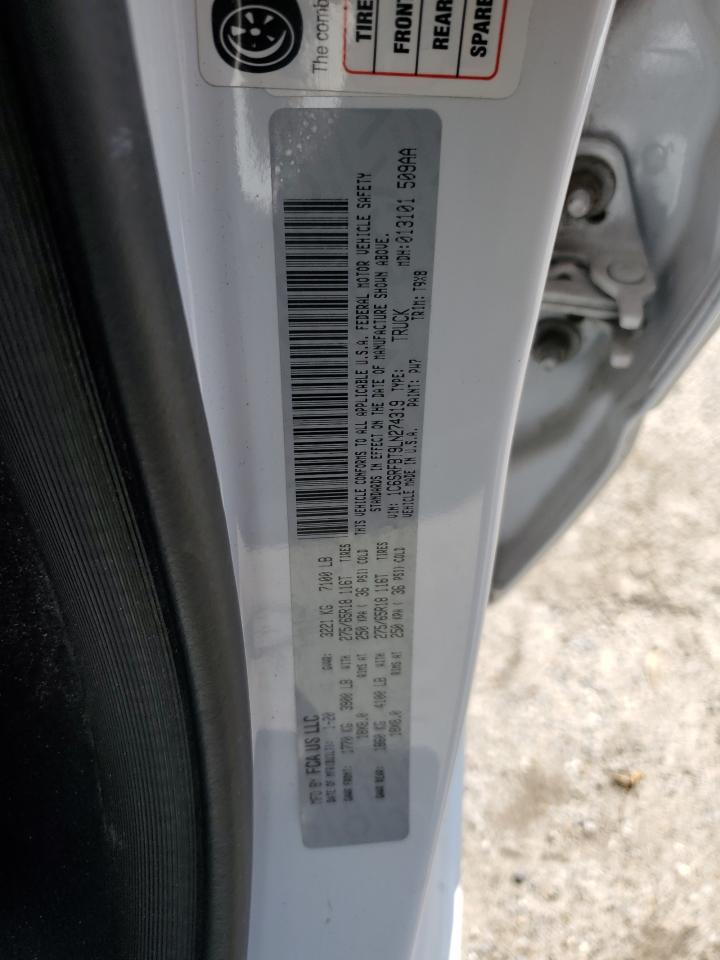 The comb
TIRE
FRONT
REAR
SPARE
MFD BY: FCA US LLC
DATE OF MFR: 1-20 GVWR: 3221 KG 7100 LB
GAWR FRONT: 1770 KG 3900 LB WITH 275/65R18 116T TIRES
18X8.0 RIMS AT 250 KPA ( 36 PSI) COLD
GAWR REAR: 1860 KG 4100 LB WITH 275/65R18 116T TIRES
18X8.0 RIMS AT 250 KPA ( 36 PSI) COLD
THIS VEHICLE CONFORMS TO ALL APPLICABLE U.S.A. FEDERAL MOTOR VEHICLE SAFETY
STANDARDS IN EFFECT ON THE DATE OF MANUFACTURE SHOWN ABOVE.
VIN: 1C6SRFBT9LN274319 TYPE: TRUCK MDH:013101 509AA
VEHICLE MADE IN U.S.A. PAINT: PW7 TRIM: T9X8